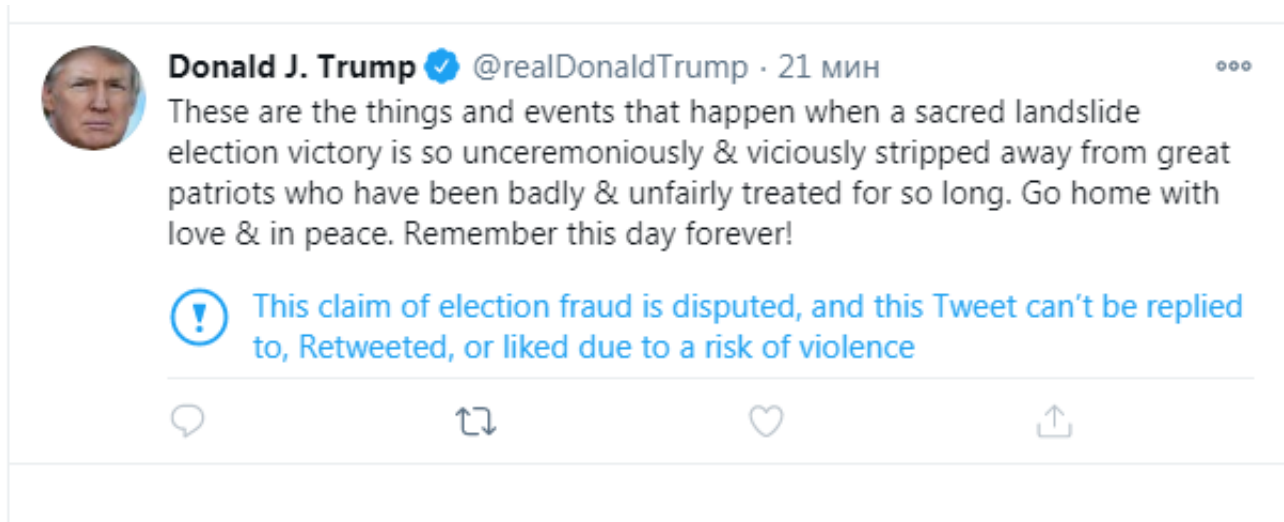 Donald J. Trump @realDonaldTrump · 21 мин
These are the things and events that happen when a sacred landslide
election victory is so unceremoniously & viciously stripped away from great
patriots who have been badly & unfairly treated for so long. Go home with
love & in peace. Remember this day forever!
This claim of election fraud is disputed, and this Tweet can't be replied
to, Retweeted, or liked due to a risk of violence